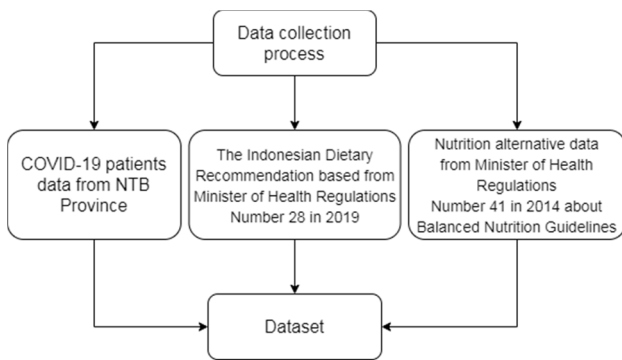 Data collection
process
COVID-19 patients
data from NTB
Province
The Indonesian Dietary
Recommendation based from
Minister of Health Regulations
Number 28 in 2019
Nutrition alternative data
from Minister of Health
Regulations
Number 41 in 2014 about
Balanced Nutrition Guidelines
Dataset